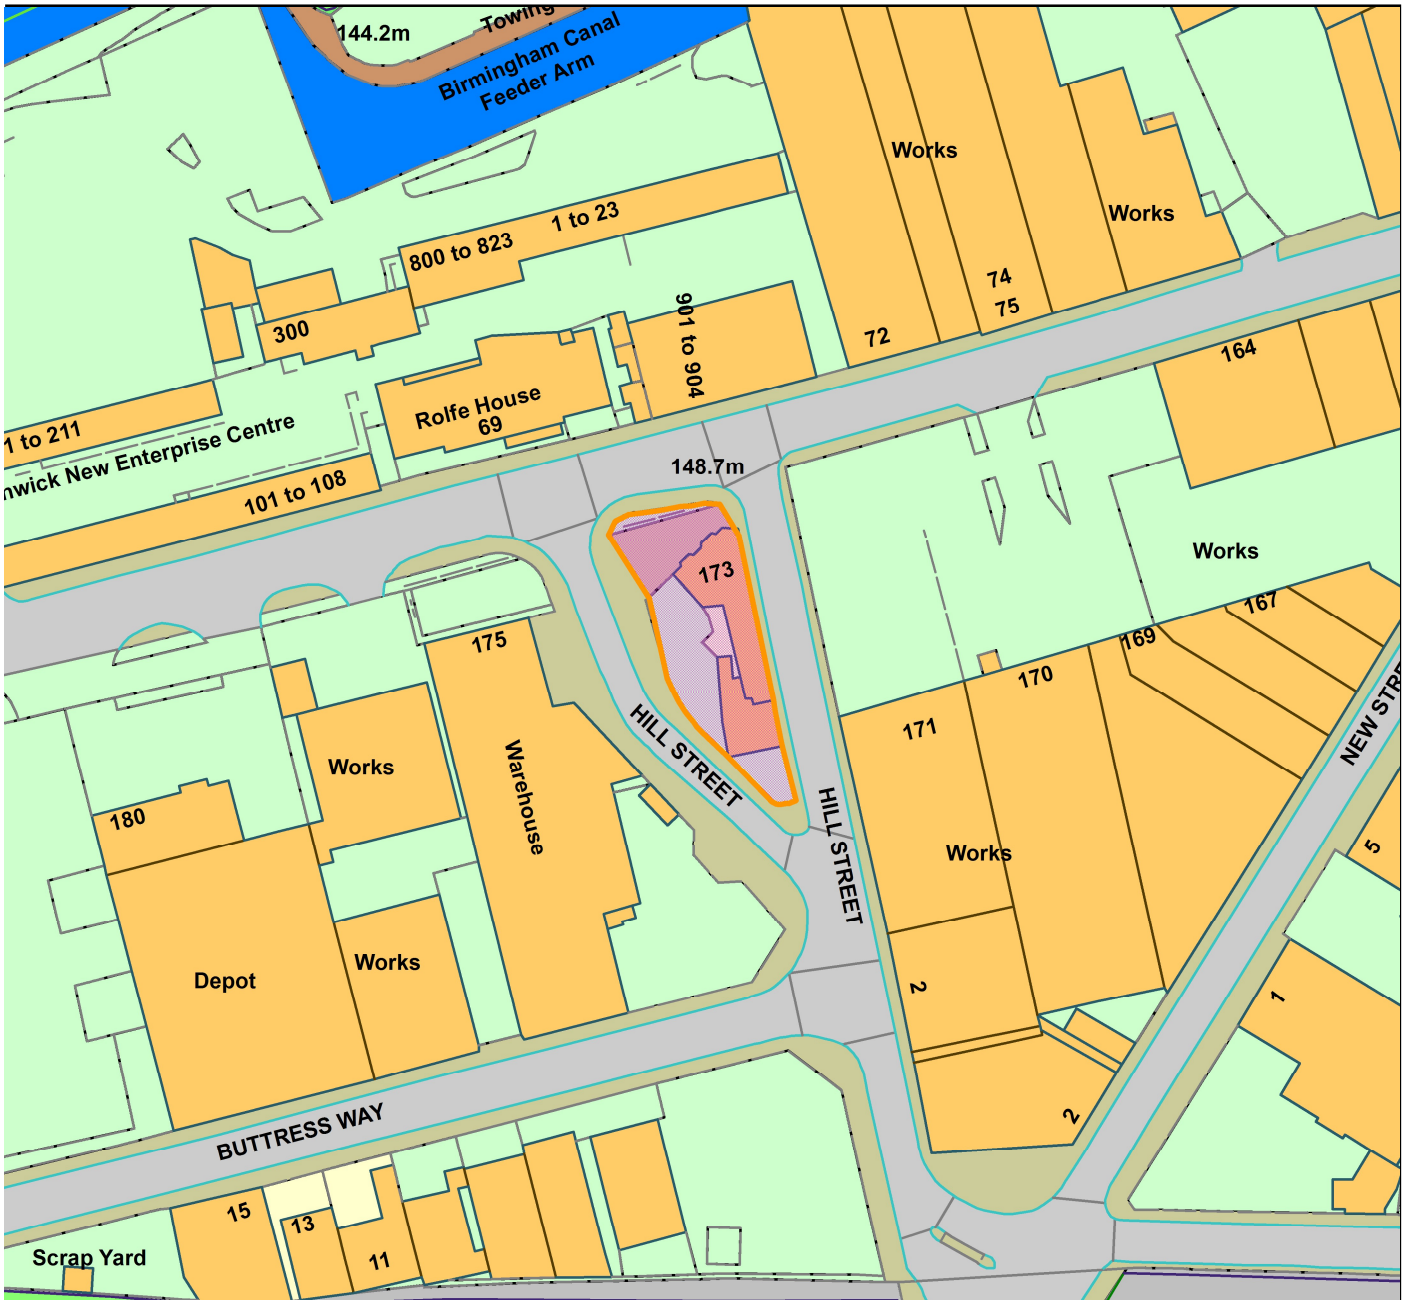 Towing
144.2m
Birmingham Canal
Feeder Arm
Works
Works
1 to 23
800 to 823
74
75
72
300
901 to 904
164
Rolfe House
69
1 to 211
nwick New Enterprise Centre
148.7m
101 to 108
Works
173
167
169
175
170
171
HILL STREET
NEW STRE
Works
Warehouse
HILL STREET
180
Works
5
Works
Depot
2
1
BUTTRESS WAY
2
15
13
11
Scrap Yard